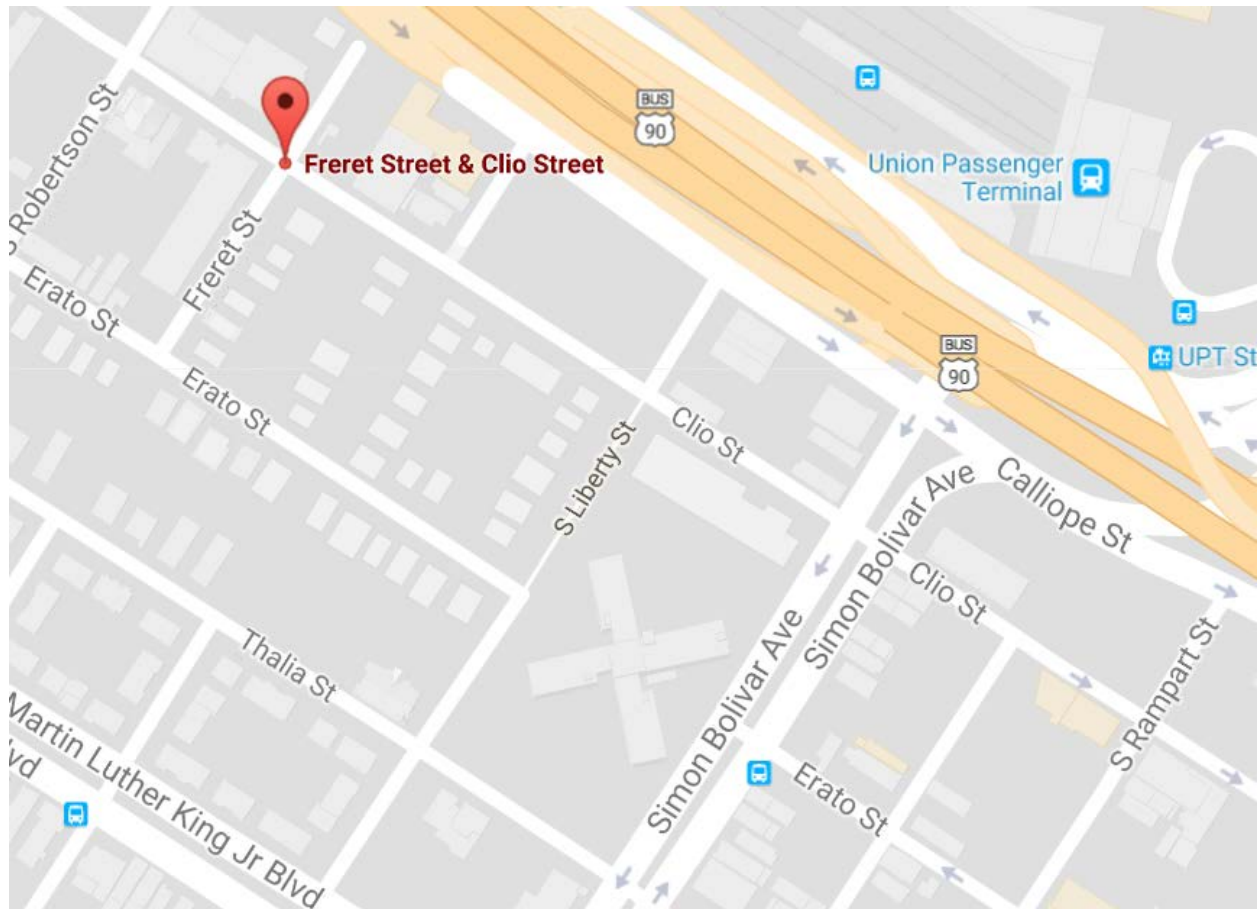 BUS
90
Union Passenger
Terminal
Freret Street & Clio Street
S Robertson St
Freret St
Erato St
Erato St
BUS
90
UPT St
Clio St
S Liberty St
Simon Bolivar Ave
Calliope St
Clio St
Simon Bolivar Ave
S Rampart St
Thalia St
Martin Luther King Jr Blvd
lvd
Erato St